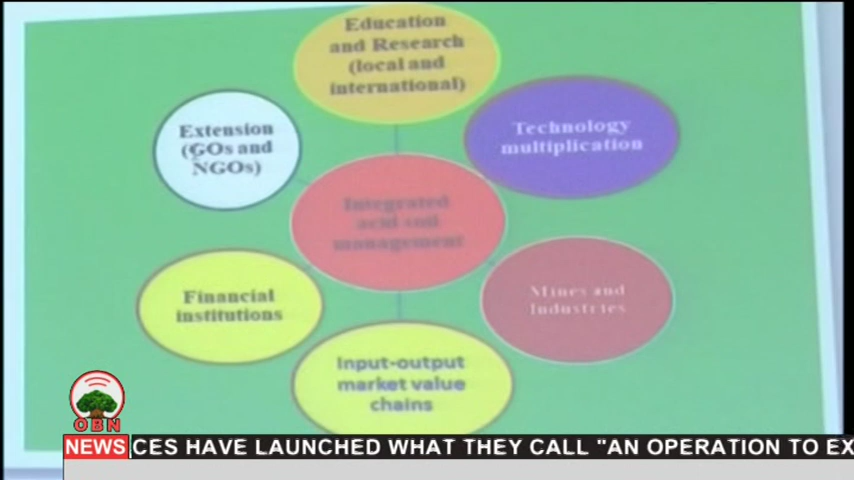 Education
and Research
(local and
international)
Extension
(GOs and
NGOs)
Technology
multiplication
Integrated
acid soil
management
Financial
institutions
Mines and
Industries
Input-output
market value
chains
OBN
NEWS CES HAVE LAUNCHED WHAT THEY CALL "AN OPERATION TO EX